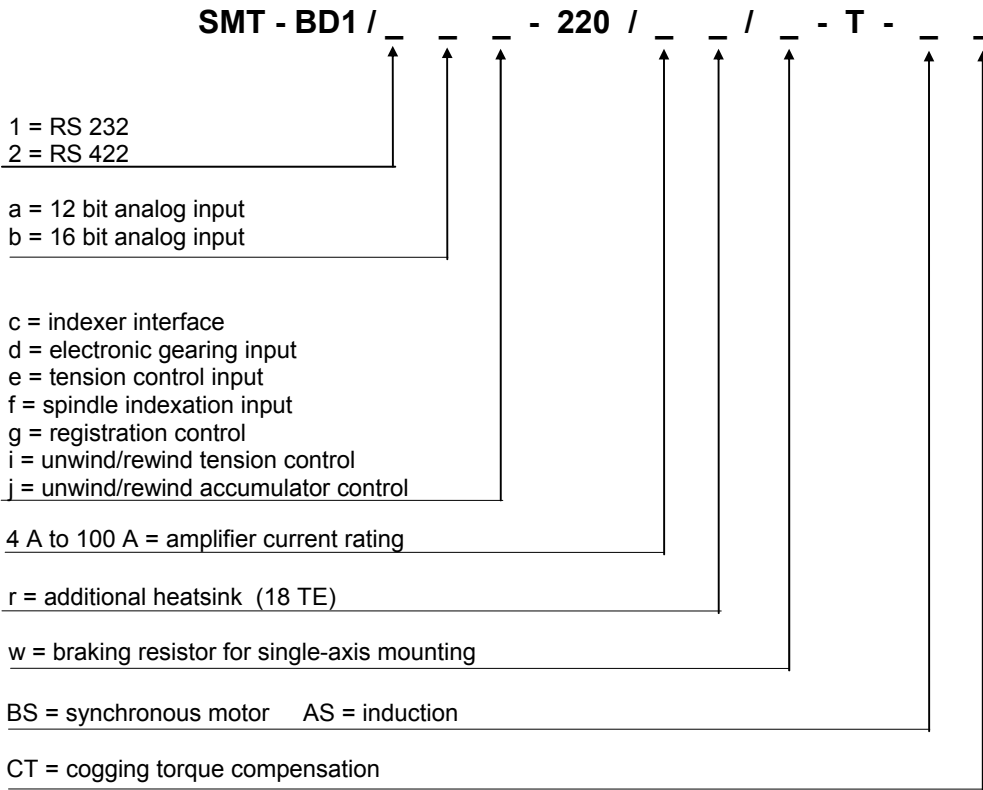 SMT - BD1 / _ _ _ - 220 / _ _ / _ - T - _ _
1 = RS 232
2 = RS 422
a = 12 bit analog input
b = 16 bit analog input
c = indexer interface
d = electronic gearing input
e = tension control input
f = spindle indexation input
g = registration control
i = unwind/rewind tension control
j = unwind/rewind accumulator control
4 A to 100 A = amplifier current rating
r = additional heatsink (18 TE)
w = braking resistor for single-axis mounting
BS = synchronous motor AS = induction
CT = cogging torque compensation